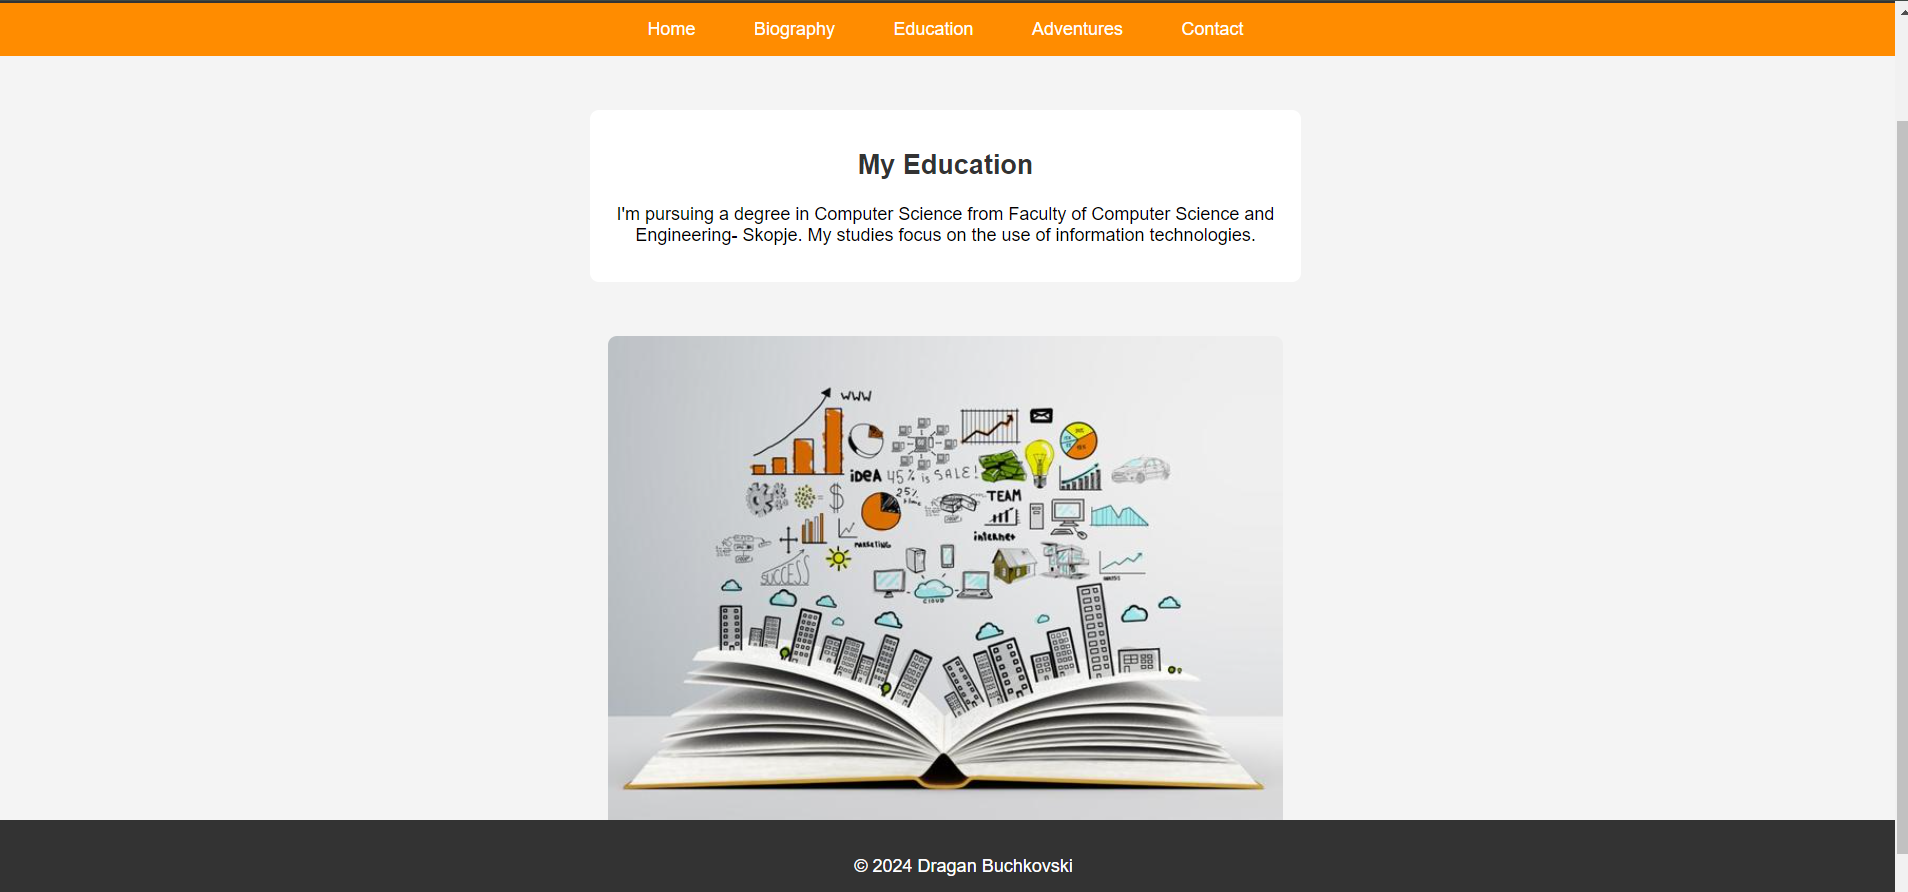 Home Biography Education Adventures Contact
My Education
I'm pursuing a degree in Computer Science from Faculty of Computer Science and
Engineering- Skopje. My studies focus on the use of information technologies.
WWW
iDeA 45% is SALE!
25%
TEAM
MARKETING
internet
SUCCESS
CLOUD
© 2024 Dragan Buchkovski